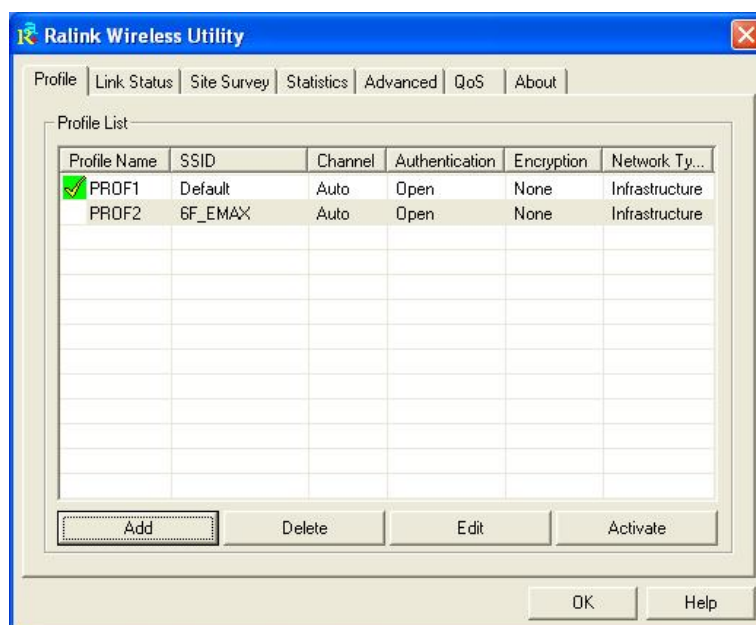 Ralink Wireless Utility
Profile Link Status Site Survey Statistics Advanced QoS About
Profile List
Profile Name SSID Channel Authentication Encryption Network Ty...
PROF1 Default Auto Open None Infrastructure
PROF2 6F_EMAX Auto Open None Infrastructure
Add Delete Edit Activate
OK Help